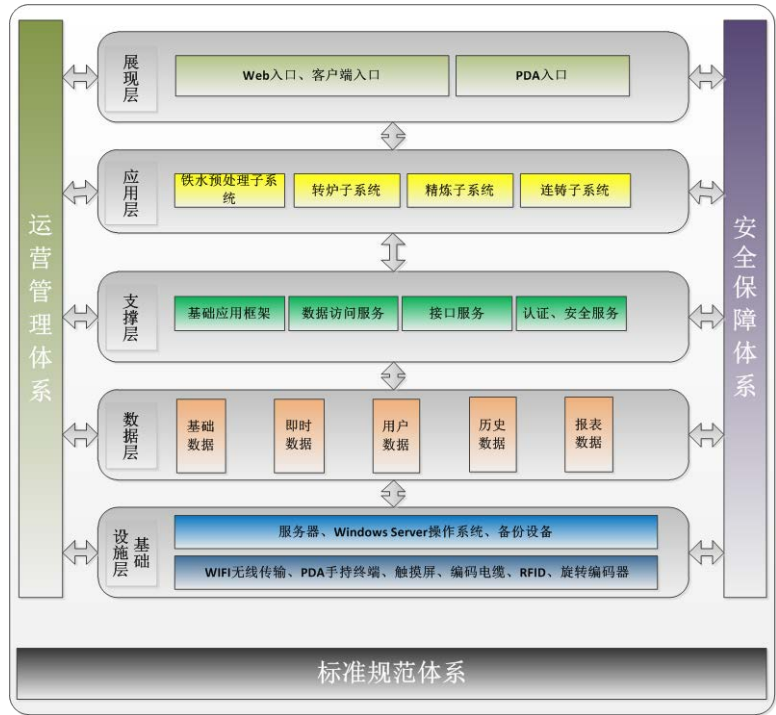 运营管理体系
展现层
Web入口、客户端入口
PDA入口
应用层
铁水预处理子系
统
转炉子系统
精炼子系统
连铸子系统
支撑层
基础应用框架
数据访问服务
接口服务
认证、安全服务
数据层
基础
数据
即时
数据
用户
数据
历史
数据
报表
数据
基础
设施层
服务器、Windows Server操作系统、备份设备
WIFI无线传输、PDA手持终端、触摸屏、编码电缆、RFID、旋转编码器
安全保障体系
标准规范体系